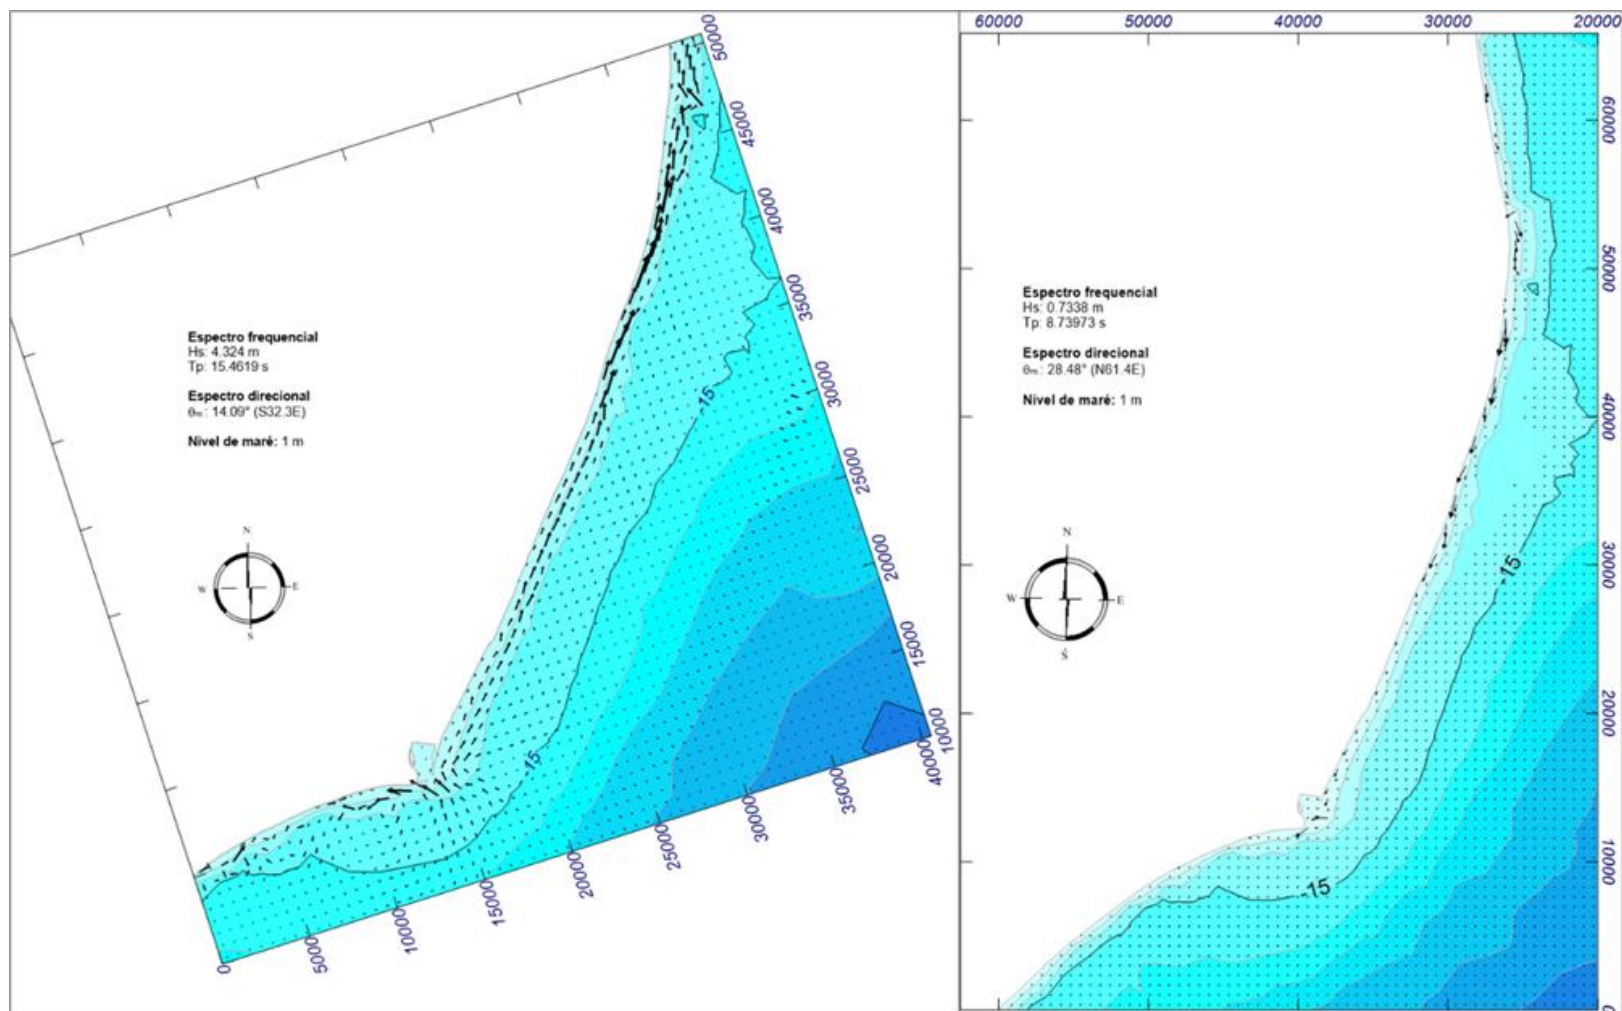 60000 50000 40000 30000 20000
50000
45000
40000
35000
30000
25000
20000
15000
10000
Espectro frequencial
Hs: 4.324 m
Tp: 15.4619 s
Espectro direcional
θm: 14.09° (S32.3E)
Nível de maré: 1 m
N
W E
S
-15
-15
0
5000
10000
15000
20000
25000
30000
35000
40000
Espectro frequencial
Hs: 0.7338 m
Tp: 8.73973 s
Espectro direcional
θm: 28.48° (N61.4E)
Nível de maré: 1 m
N
W E
S
-15
-15
60000
50000
40000
30000
20000
10000
0